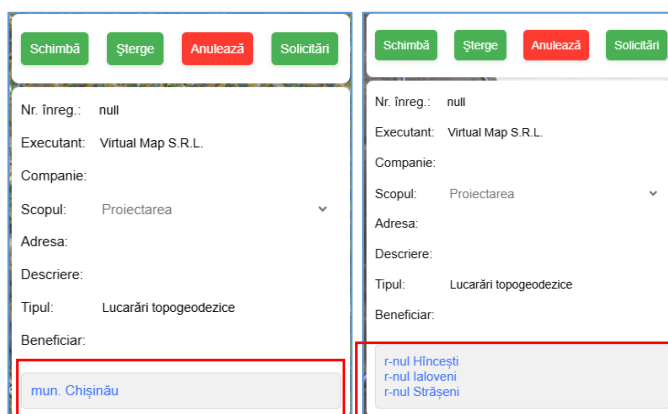 Schimbă Şterge Anulează Solicitări
Nr. înreg.: null
Executant: Virtual Map S.R.L.
Companie:
Scopul: Proiectarea
Adresa:
Descriere:
Tipul: Lucarări topogeodezice
Beneficiar:
mun. Chișinău
Schimbă Şterge Anulează Solicitări
Nr. înreg.: null
Executant: Virtual Map S.R.L.
Companie:
Scopul: Proiectarea
Adresa:
Descriere:
Tipul: Lucarări topogeodezice
Beneficiar:
r-nul Hîncești
r-nul Ialoveni
r-nul Strășeni